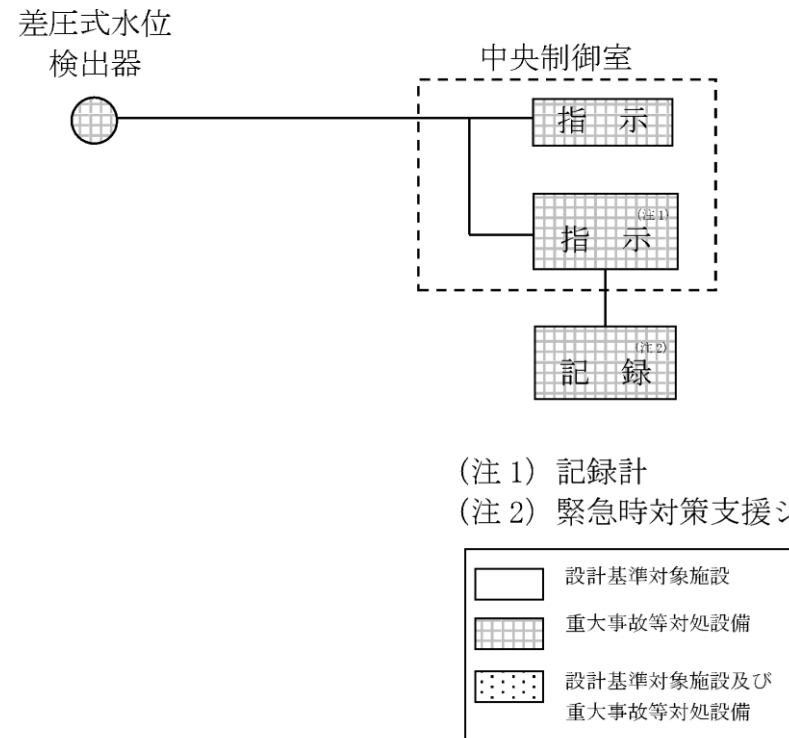 差圧式水位
検出器
中央制御室
指 示
指 示(注1)
記 録(注2)
(注 1) 記録計
(注 2) 緊急時対策支援シ
設計基準対象施設
重大事故等対処設備
設計基準対象施設及び
重大事故等対処設備